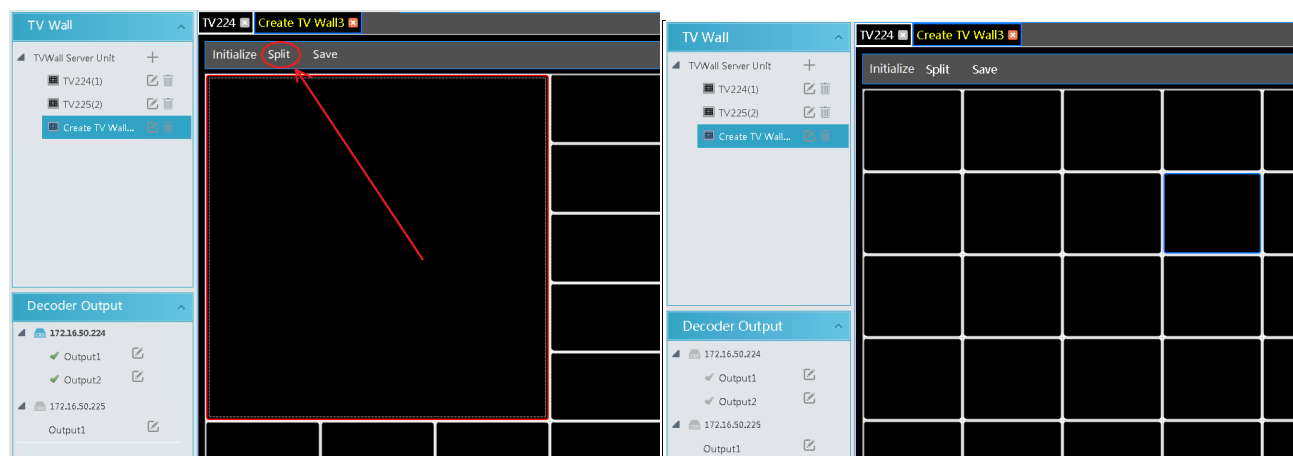 TV Wall
TVWall Server Unit
TV224(1)
TV225(2)
Create TV Wall...
Decoder Output
172.16.50.224
Output1
Output2
172.16.50.225
Output1
TV224 Create TV Wall3
Initialize Split Save
TV Wall
TVWall Server Unit
TV224(1)
TV225(2)
Create TV Wall...
Decoder Output
172.16.50.224
Output1
Output2
172.16.50.225
Output1
TV224 Create TV Wall3
Initialize Split Save